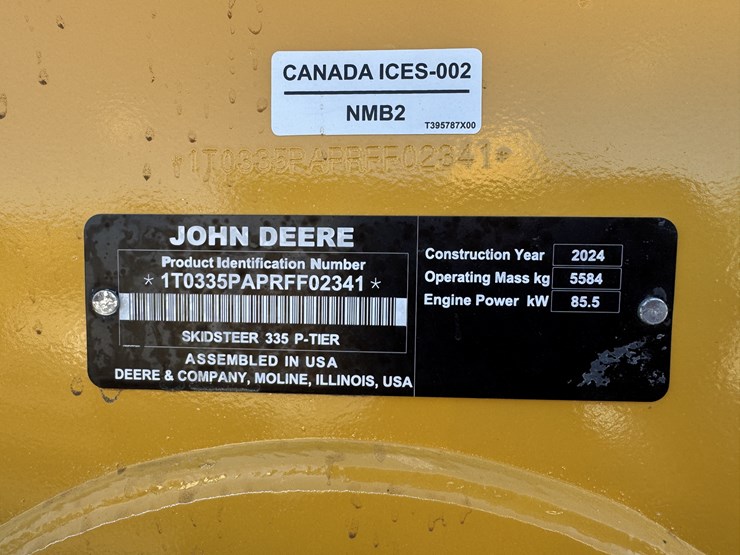 CANADA ICES-002
NMB2
T395787X00
*1T0335PAPRFF02341*
JOHN DEERE
Product Identification Number
* 1T0335PAPRFF02341 *
SKIDSTEER 335 P-TIER
ASSEMBLED IN USA
DEERE & COMPANY, MOLINE, ILLINOIS, USA
Construction Year 2024
Operating Mass kg 5584
Engine Power kW 85.5